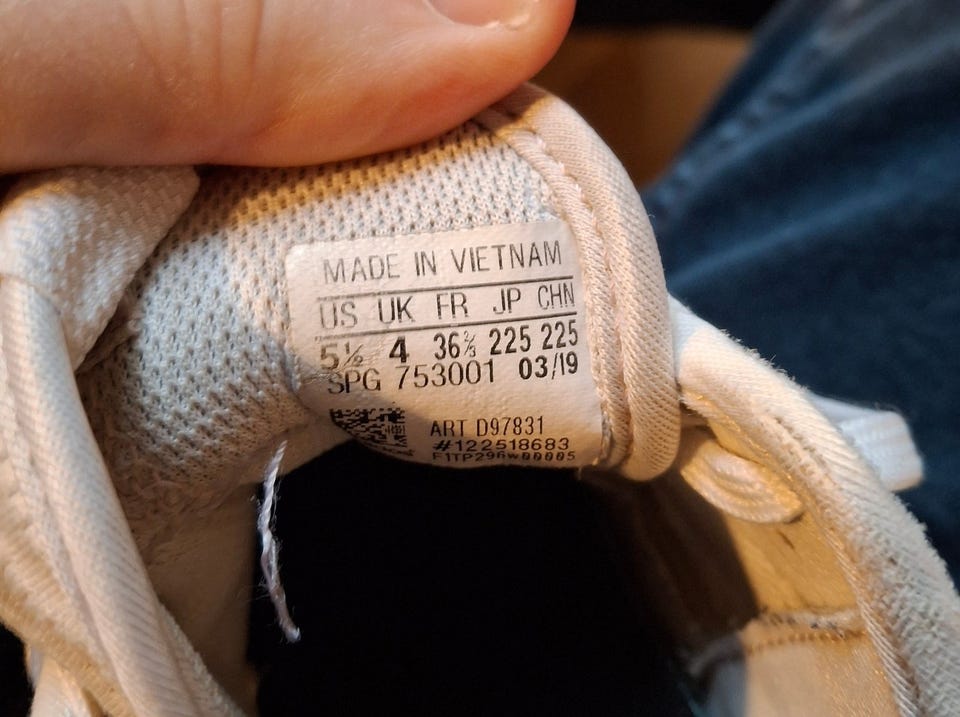 MADE IN VIETNAM
US UK FR JP CHN
5½ 4 36⅔ 225 225
SPG 753001 03/19
ART D97831
#122518683